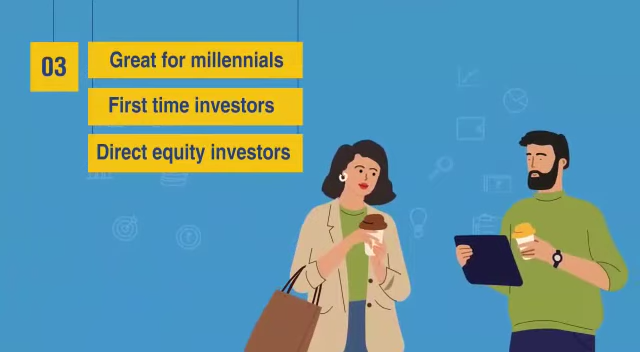 03
Great for millennials
First time investors
Direct equity investors